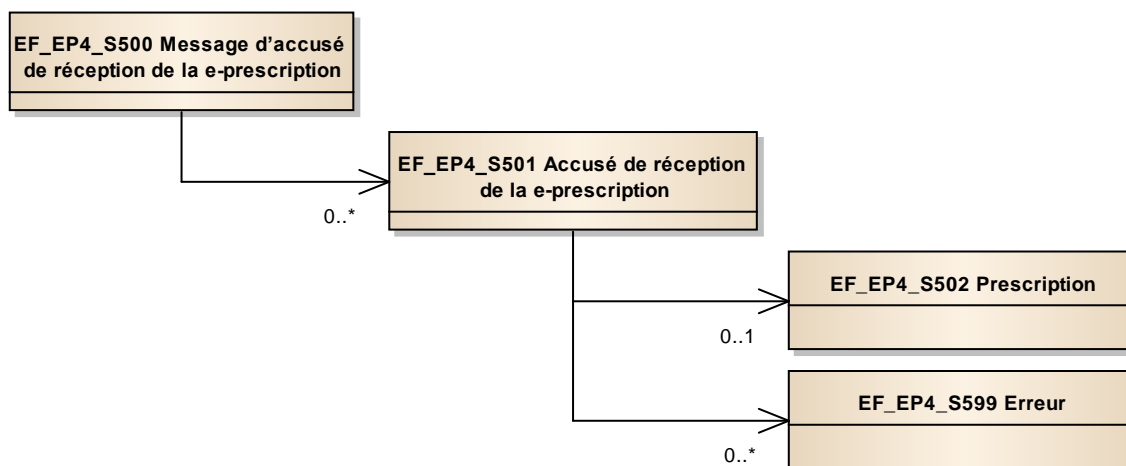 EF_EP4_S500 Message d’accusé
de réception de la e-prescription
EF_EP4_S501 Accusé de réception
de la e-prescription
0..*
EF_EP4_S502 Prescription
0..1
EF_EP4_S599 Erreur
0..*